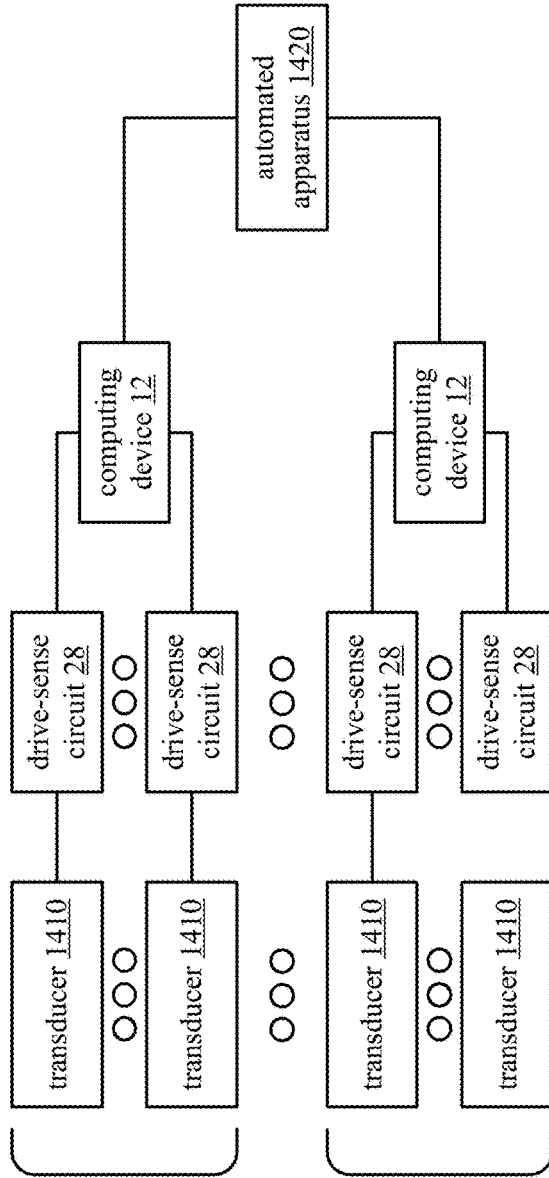 transducer 1410
transducer 1410
transducer 1410
transducer 1410
drive-sense
circuit 28
drive-sense
circuit 28
drive-sense
circuit 28
drive-sense
circuit 28
computing
device 12
computing
device 12
automated
apparatus 1420